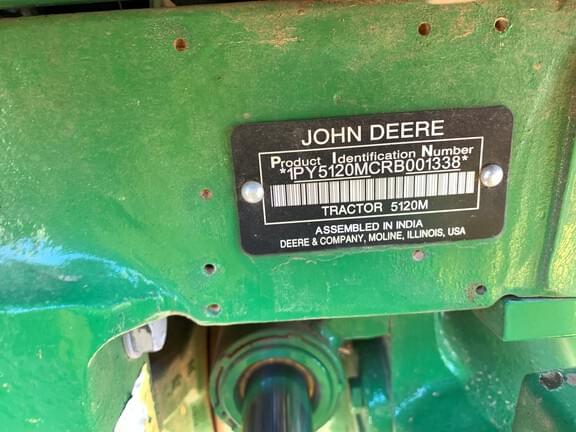 JOHN DEERE
Product Identification Number
*1PY5120MCRB001338*
TRACTOR 5120M
ASSEMBLED IN INDIA
DEERE & COMPANY, MOLINE, ILLINOIS, USA